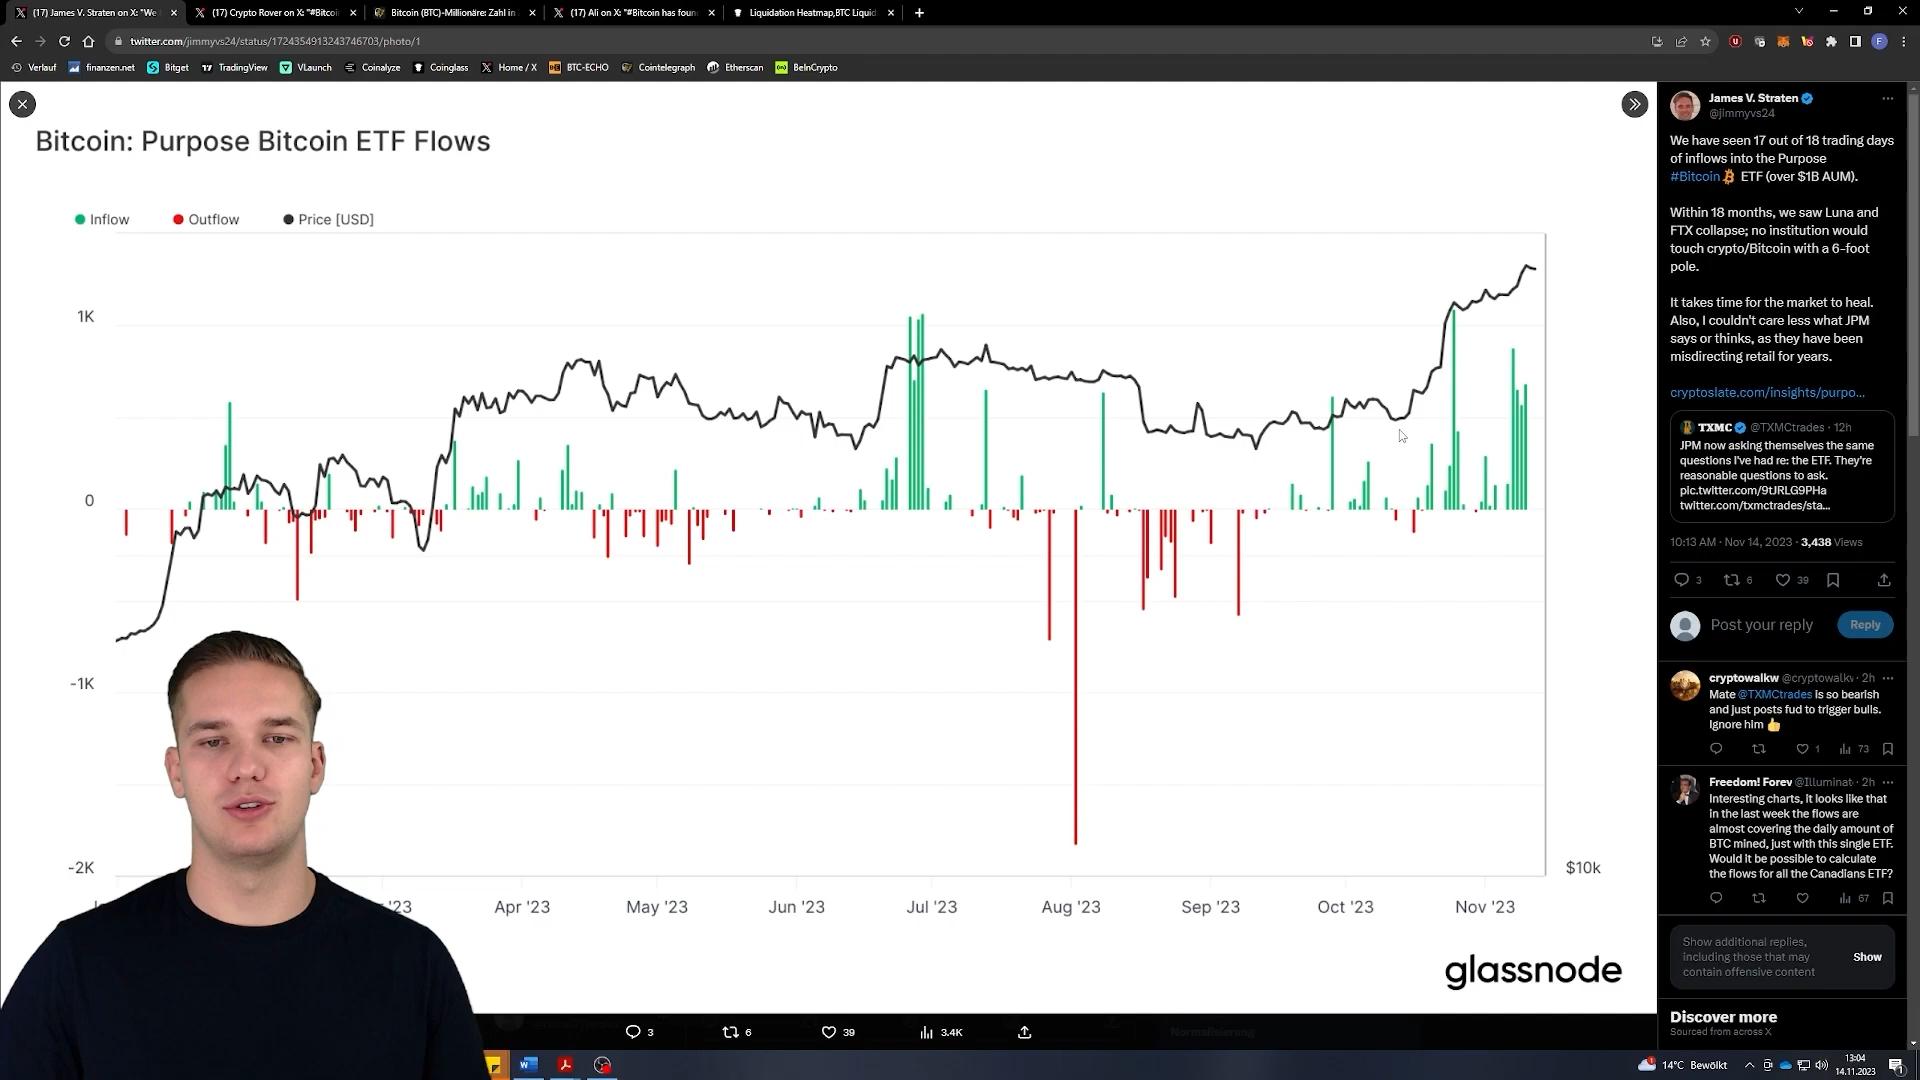 (17) James V. Straten on X: "We
(17) Crypto Rover on X: "#Bitcoi
Bitcoin (BTC)-Millionäre: Zahl in
(17) Ali on X: "#Bitcoin has foun
Liquidation Heatmap,BTC Liquid
twitter.com/jimmyvs24/status/1724354913243746703/photo/1
Verlauf
finanzen.net
Bitget
TradingView
VLaunch
Coinalyze
Coinglass
Home / X
BTC-ECHO
Cointelegraph
Etherscan
BeInCrypto
Bitcoin: Purpose Bitcoin ETF Flows
Inflow
Outflow
Price [USD]
1K
0
-1K
-2K
$10k
'23
Apr '23
May '23
Jun '23
Jul '23
Aug '23
Sep '23
Oct '23
Nov '23
glassnode
3
6
39
3.4K
Normalisierung
James V. Straten
@jimmyvs24
We have seen 17 out of 18 trading days
of inflows into the Purpose
#Bitcoin ETF (over $1B AUM).
Within 18 months, we saw Luna and
FTX collapse; no institution would
touch crypto/Bitcoin with a 6-foot
pole.
It takes time for the market to heal.
Also, I couldn't care less what JPM
says or thinks, as they have been
misdirecting retail for years.
cryptoslate.com/insights/purpo...
TXMC @TXMCtrades · 12h
JPM now asking themselves the same
questions I've had re: the ETF. They're
reasonable questions to ask.
pic.twitter.com/9tJRLG9PHa
twitter.com/txmctrades/sta...
10:13 AM · Nov 14, 2023 · 3,438 Views
3
6
39
Post your reply
Reply
cryptowalkw @cryptowalkv · 2h
Mate @TXMCtrades is so bearish
and just posts fud to trigger bulls.
Ignore him
1
73
Freedom! Forev @Illuminat · 2h
Interesting charts, it looks like that
in the last week the flows are
almost covering the daily amount of
BTC mined, just with this single ETF.
Would it be possible to calculate
the flows for all the Canadians ETF?
67
Show additional replies,
including those that may
contain offensive content
Show
Discover more
Sourced from across X
14°C Bewölkt
13:04
14.11.2023